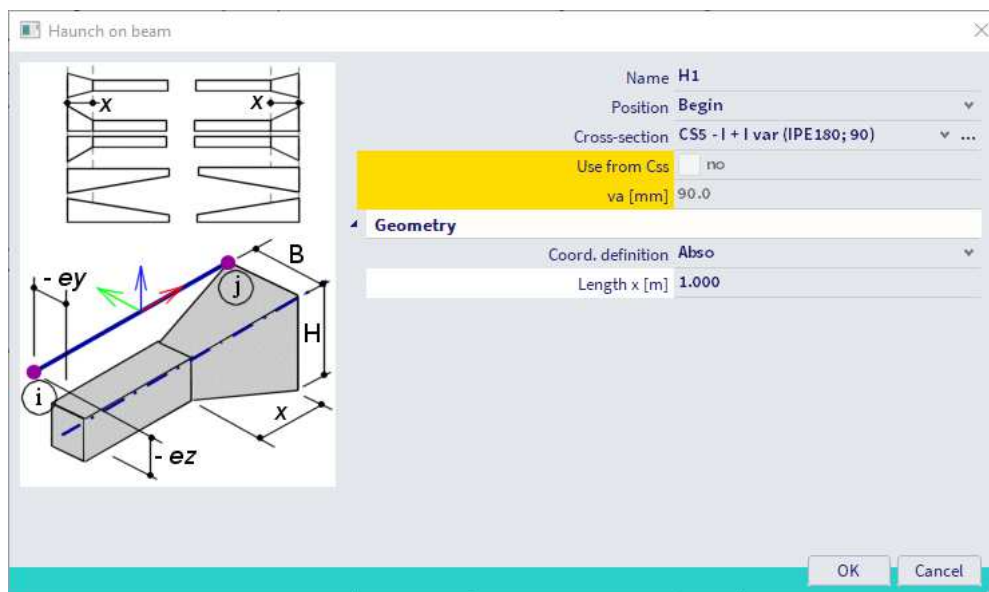 Haunch on beam
x x
Name H1
Position Begin
Cross-section CS5 - I + I var (IPE180; 90) ...
Use from Css no
va [mm] 90.0
Geometry
Coord. definition Abso
Length x [m] 1.000
B
- ey
j
H
i
x
- ez
OK Cancel